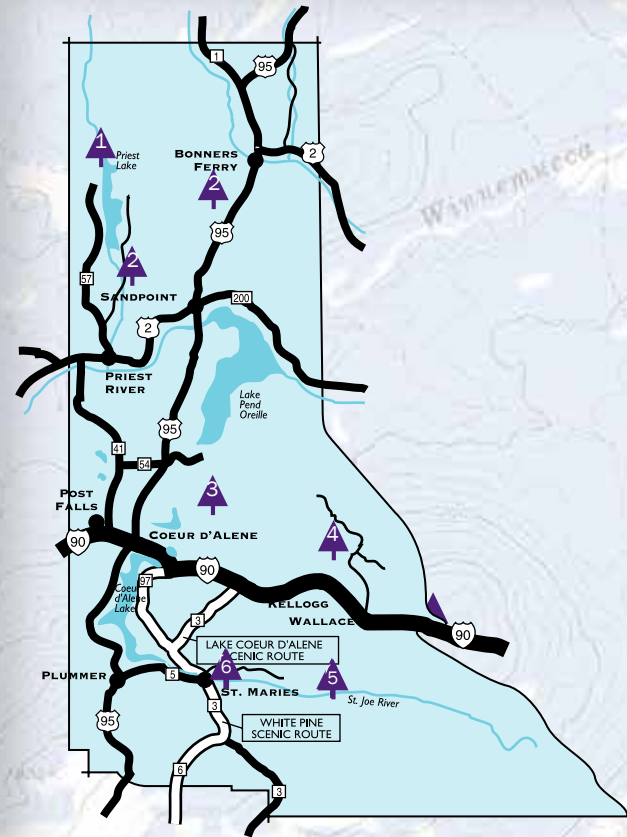 1
95
1
Priest
Lake
BONNERS
FERRY
2
2
Winnemucca
95
2
57
SANDPOINT
200
2
PRIEST
RIVER
Lake
Pend
Oreille
95
41
54
3
POST
FALLS
4
90
COEUR D'ALENE
90
97
Coeur
d'Alene
Lake
KELLOGG
3
WALLACE
90
LAKE COEUR D'ALENE
SCENIC ROUTE
6
PLUMMER
5
5
ST. MARIES
St. Joe River
3
95
WHITE PINE
SCENIC ROUTE
6
3